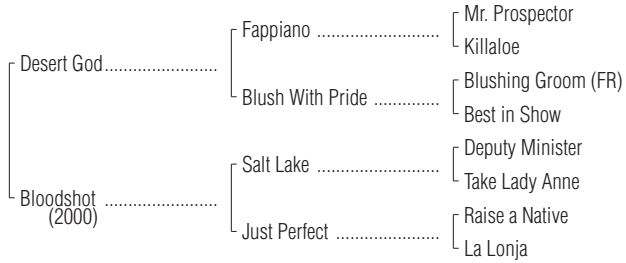 Mr. Prospector
Fappiano
Killaloe
Desert God
Blushing Groom (FR)
Blush With Pride
Best in Show
Deputy Minister
Salt Lake
Take Lady Anne
Bloodshot
(2000)
Raise a Native
Just Perfect
La Lonja